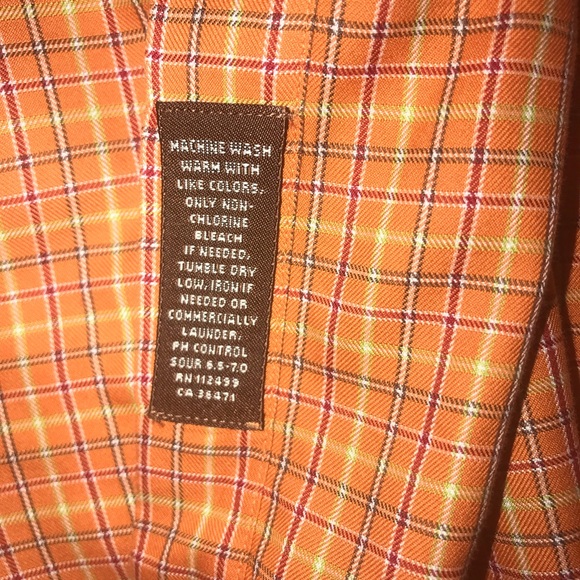 MACHINE WASH
WARM WITH
LIKE COLORS,
ONLY NON-
CHLORINE
BLEACH
IF NEEDED,
TUMBLE DRY
LOW, IRON IF
NEEDED OR
COMMERCIALLY
LAUNDER,
PH CONTROL
SOUR 6.5-7.0
RN 112499
CA 36471